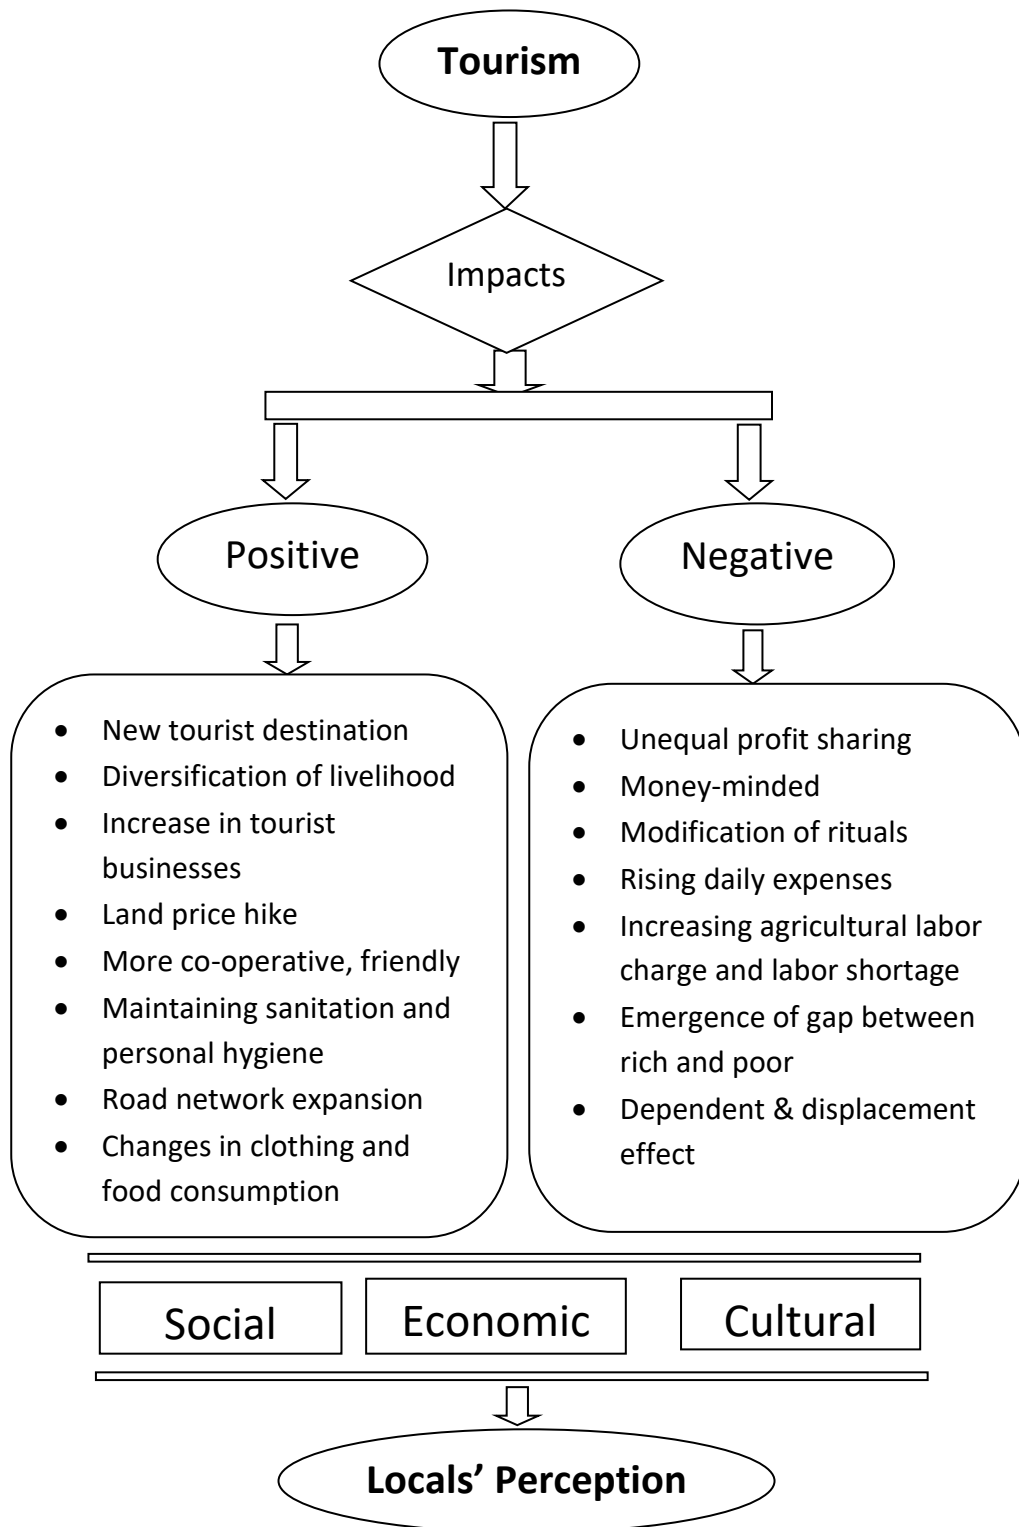 Tourism
Impacts
Positive
Negative
• New tourist destination
• Diversification of livelihood
• Increase in tourist
businesses
• Land price hike
• More co-operative, friendly
• Maintaining sanitation and
personal hygiene
• Road network expansion
• Changes in clothing and
food consumption
• Unequal profit sharing
• Money-minded
• Modification of rituals
• Rising daily expenses
• Increasing agricultural labor
charge and labor shortage
• Emergence of gap between
rich and poor
• Dependent & displacement
effect
Social
Economic
Cultural
Locals’ Perception